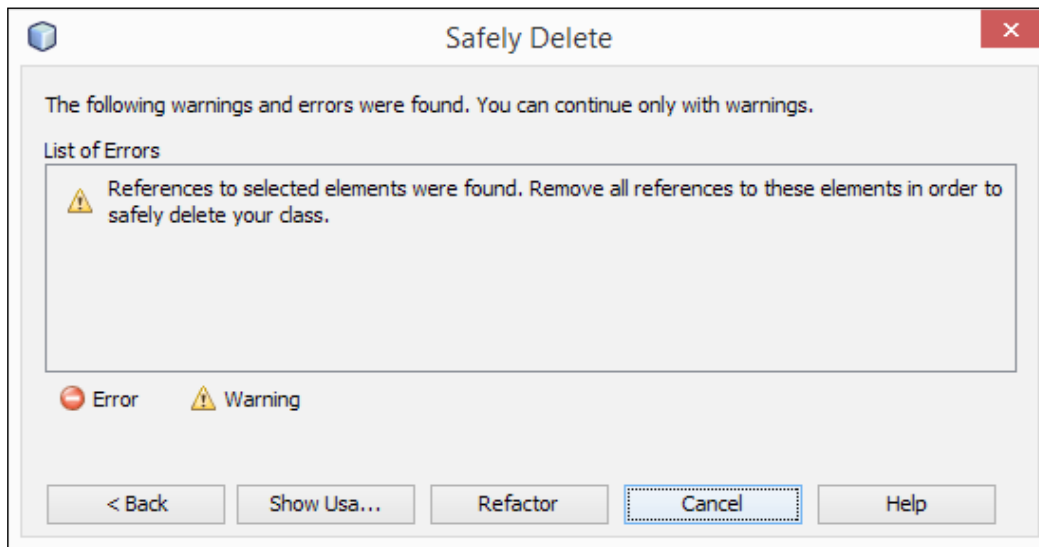 Safely Delete
The following warnings and errors were found. You can continue only with warnings.
List of Errors
References to selected elements were found. Remove all references to these elements in order to
safely delete your class.
Error Warning
< Back Show Usa... Refactor Cancel Help